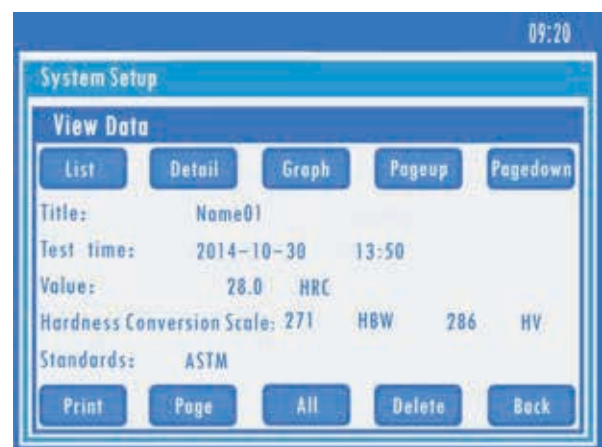 09:20
System Setup
View Data
List Detail Graph Pageup Pagedown
Title: Name01
Test time: 2014-10-30 13:50
Value: 28.0 HRC
Hardness Conversion Scale: 271 HBW 286 HV
Standards: ASTM
Print Page All Delete Back